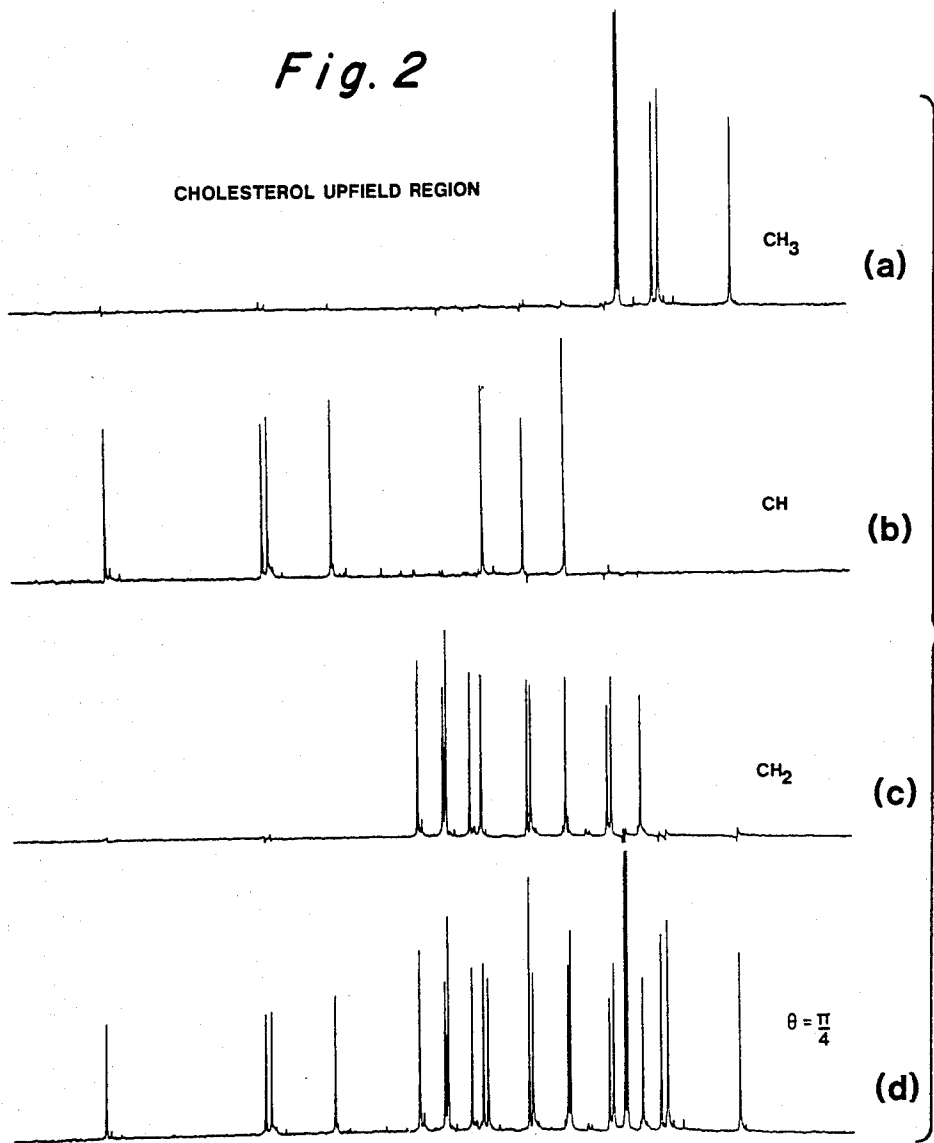 Fig. 2
CHOLESTEROL UPFIELD REGION
CH3
(a)
CH
(b)
CH2
(c)
θ = π/4
(d)